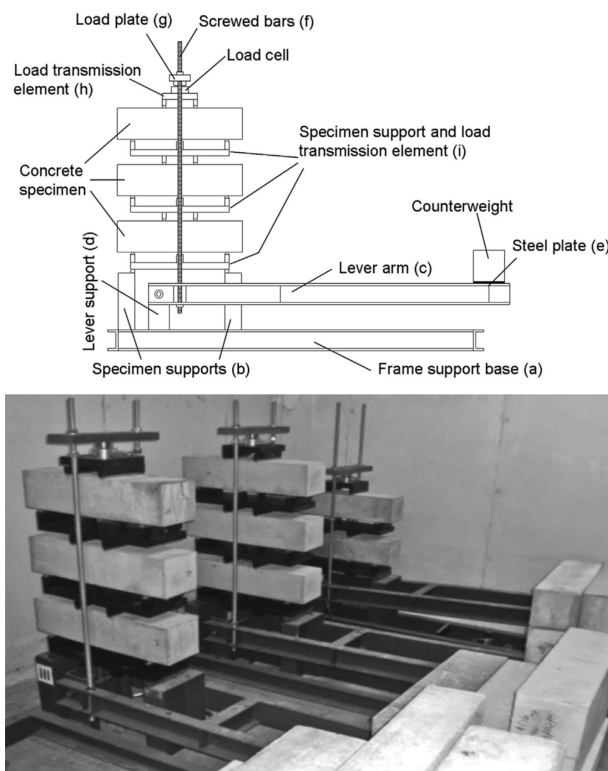 Load plate (g)
Screwed bars (f)
Load cell
Load transmission
element (h)
Specimen support and load
transmission element (i)
Concrete
specimen
Counterweight
Steel plate (e)
Lever support (d)
Lever arm (c)
Specimen supports (b)
Frame support base (a)